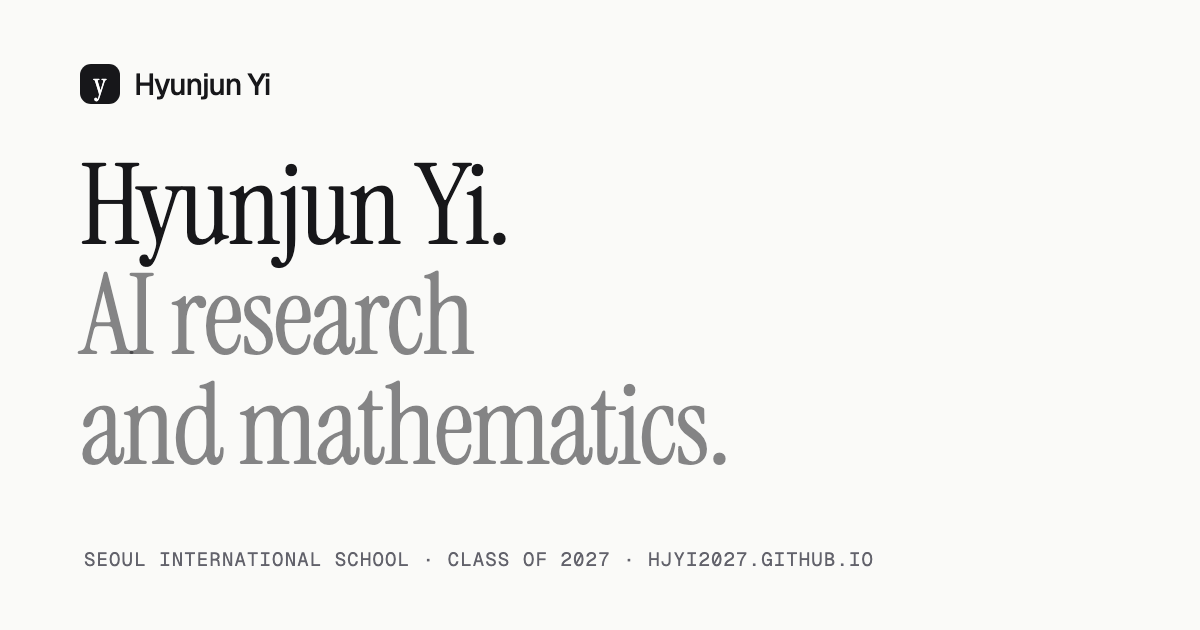 y Hyunjun Yi
Hyunjun Yi.
AI research
and mathematics.
SEOUL INTERNATIONAL SCHOOL · CLASS OF 2027 · HJYI2027.GITHUB.IO